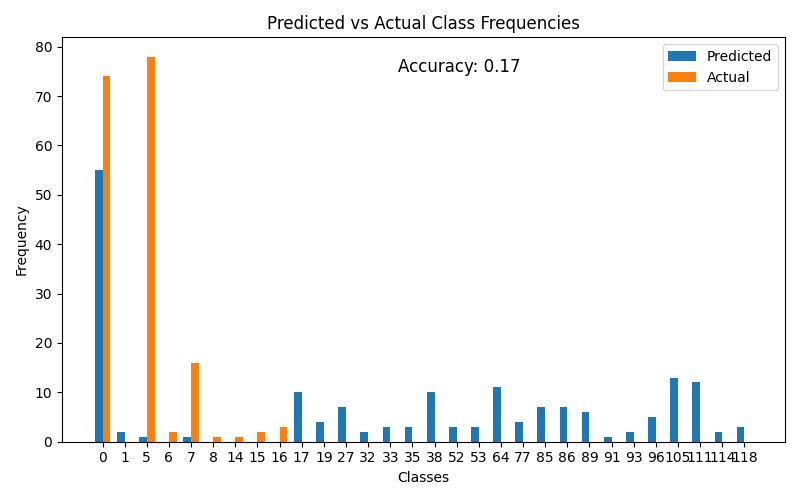 Predicted vs Actual Class Frequencies
Accuracy: 0.17
Predicted
Actual
Frequency
80
70
60
50
40
30
20
10
0
0 1 5 6 7 8 14 15 16 17 19 27 32 33 35 38 52 53 64 77 85 86 89 91 93 96 105 111 114 118
Classes